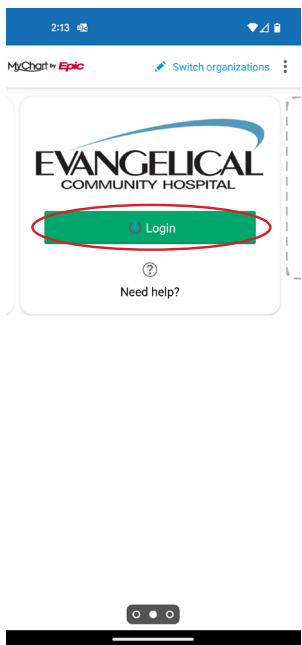 2:13
MyChart by Epic
Switch organizations
EVANGELICAL
COMMUNITY HOSPITAL
Login
Need help?